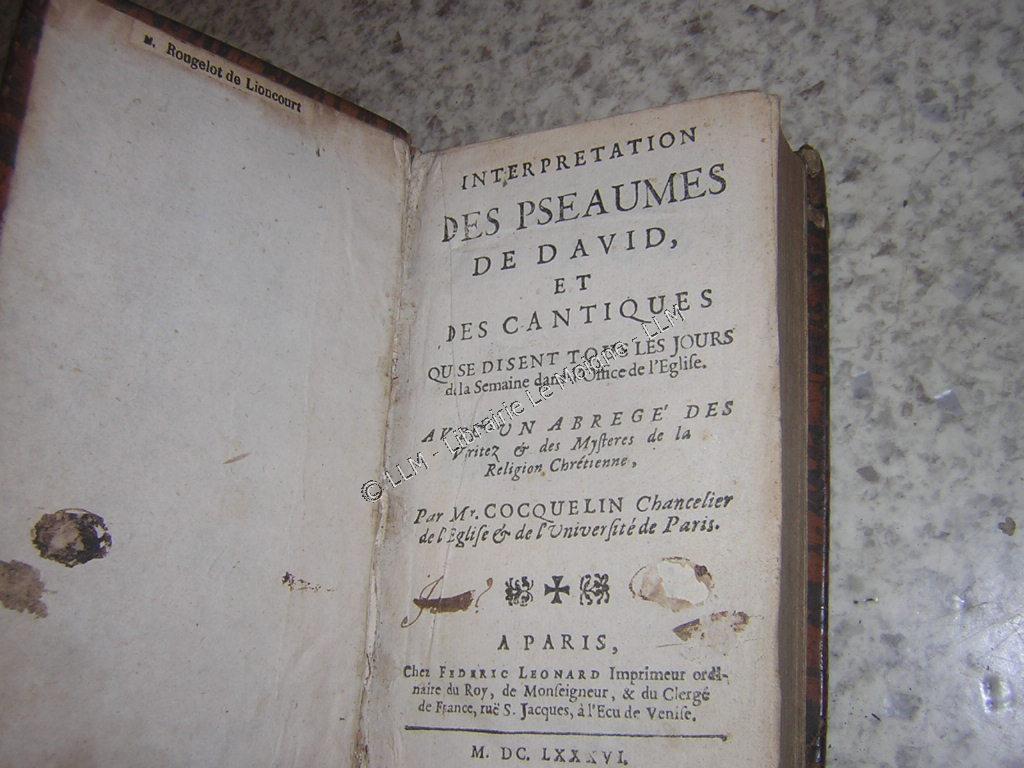 M. Rougelot de Lioncourt
INTERPRETATION
DES PSEAUMES
DE DAVID,
ET
DES CANTIQUES
QUI SE DISENT TOUS LES JOURS
de la Semaine dans l'Office de l'Eglise.
AVEC UN ABREGE' DES
Veritez & des Mysteres de la
Religion Chrétienne,
Par Mr. COCQUELIN Chancelier
de l'Eglise & de l'Université de Paris.
A PARIS,
Chez FEDERIC LEONARD Imprimeur ordi-
naire du Roy, de Monseigneur, & du Clergé
de France, ruë S. Jacques, à l'Ecu de Venise.
M. DC. LXXXVI.
© LLM - Librairie Le Moigne - LLM